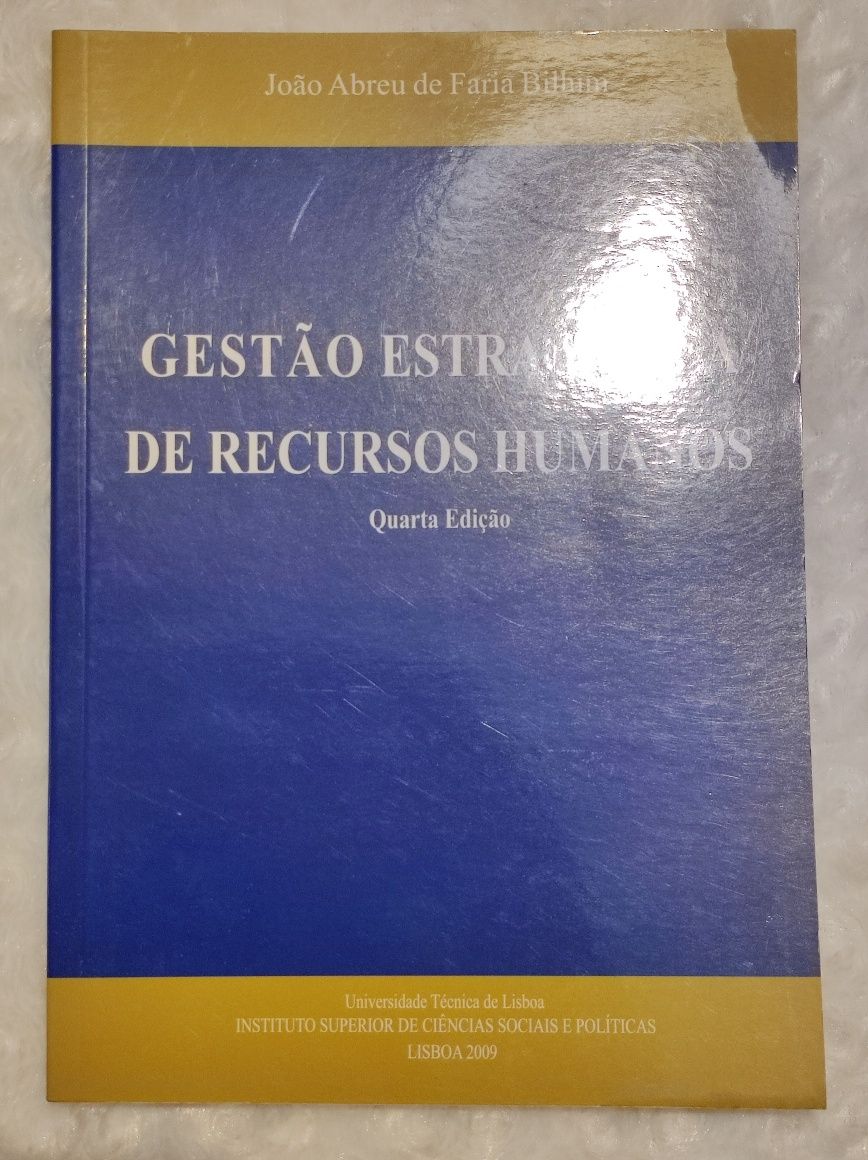 João Abreu de Faria Bilhim
GESTÃO
DE RECURSOS HUMANOS
Quarta Edição
Universidade Técnica de Lisboa
INSTITUTO SUPERIOR DE CIÊNCIAS SOCIAIS E POLÍTICAS
LISBOA 2009